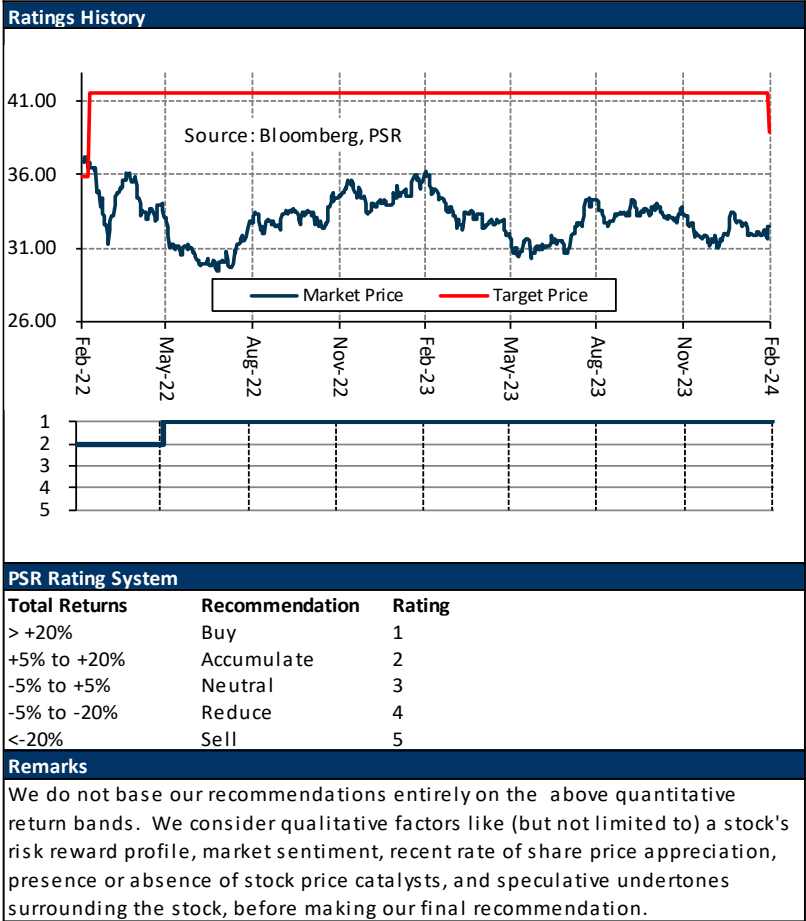 Ratings History
41.00
Source: Bloomberg, PSR
36.00
31.00
Market Price Target Price
26.00
Feb-22 May-22 Aug-22 Nov-22 Feb-23 May-23 Aug-23 Nov-23 Feb-24
1
2
3
4
5
PSR Rating System
Total Returns Recommendation Rating
> +20% Buy 1
+5% to +20% Accumulate 2
-5% to +5% Neutral 3
-5% to -20% Reduce 4
<-20% Sell 5
Remarks
We do not base our recommendations entirely on the above quantitative
return bands. We consider qualitative factors like (but not limited to) a stock's
risk reward profile, market sentiment, recent rate of share price appreciation,
presence or absence of stock price catalysts, and speculative undertones
surrounding the stock, before making our final recommendation.